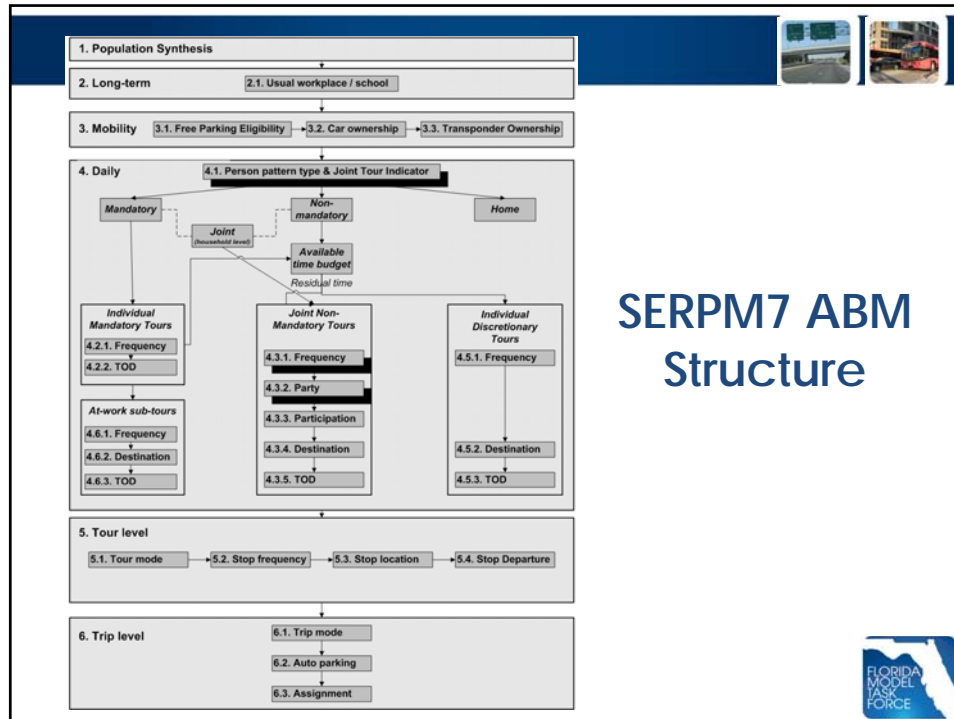 1. Population Synthesis
2. Long-term
2.1. Usual workplace / school
3. Mobility
3.1. Free Parking Eligibility
3.2. Car ownership
3.3. Transponder Ownership
4. Daily
4.1. Person pattern type & Joint Tour Indicator
Mandatory
Non-
mandatory
Home
Joint
(household level)
Available
time budget
Residual time
Individual
Mandatory Tours
4.2.1. Frequency
4.2.2. TOD
At-work sub-tours
4.6.1. Frequency
4.6.2. Destination
4.6.3. TOD
Joint Non-
Mandatory Tours
4.3.1. Frequency
4.3.2. Party
4.3.3. Participation
4.3.4. Destination
4.3.5. TOD
Individual
Discretionary
Tours
4.5.1. Frequency
4.5.2. Destination
4.5.3. TOD
5. Tour level
5.1. Tour mode
5.2. Stop frequency
5.3. Stop location
5.4. Stop Departure
6. Trip level
6.1. Trip mode
6.2. Auto parking
6.3. Assignment
SERPM7 ABM
Structure
FLORIDA
MODEL
TASK
FORCE